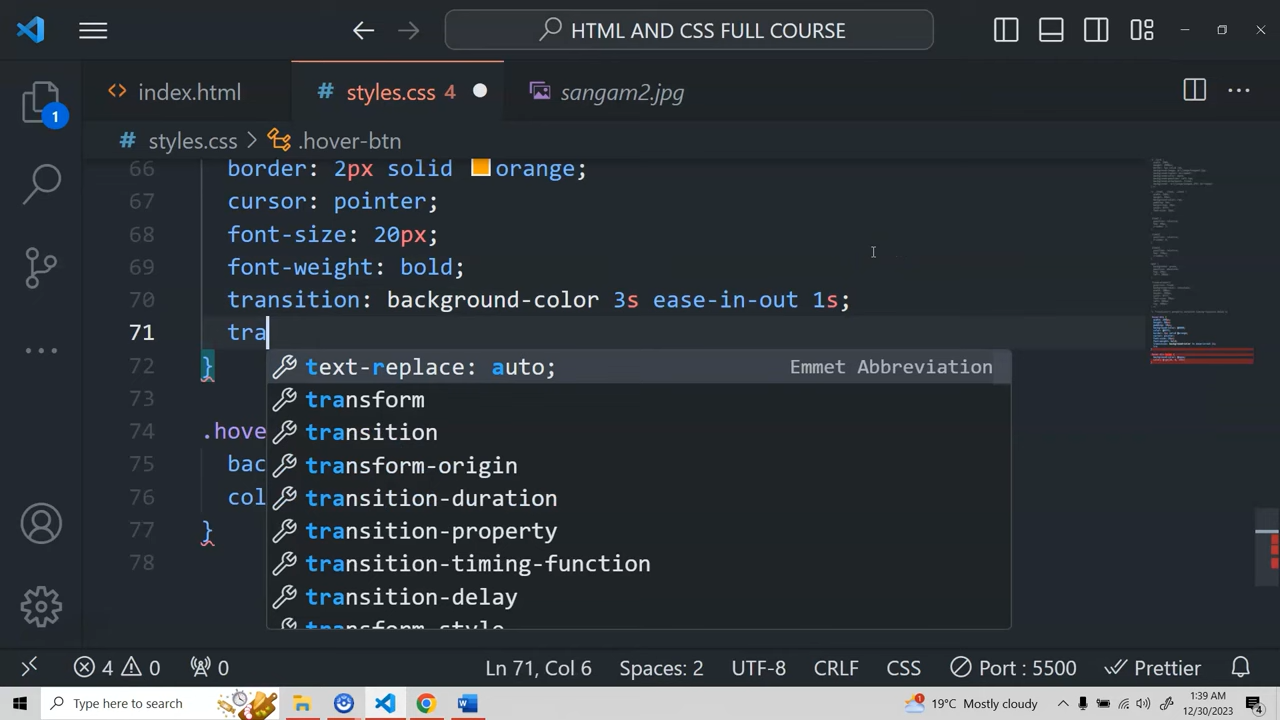 HTML AND CSS FULL COURSE
index.html
styles.css 4
sangam2.jpg
1
styles.css > .hover-btn
66 border: 2px solid orange;
67 cursor: pointer;
68 font-size: 20px;
69 font-weight: bold;
70 transition: background-color 3s ease-in-out 1s;
71 tra
72 }
text-replace: auto; Emmet Abbreviation
73
transform
74 .hove
transition
75 bac
transform-origin
76 col
transition-duration
77 }
transition-property
78
transition-timing-function
transition-delay
transform-style
4 0 0 Ln 71, Col 6 Spaces: 2 UTF-8 CRLF CSS Port : 5500 Prettier
Type here to search
19°C Mostly cloudy
1:39 AM
12/30/2023
4